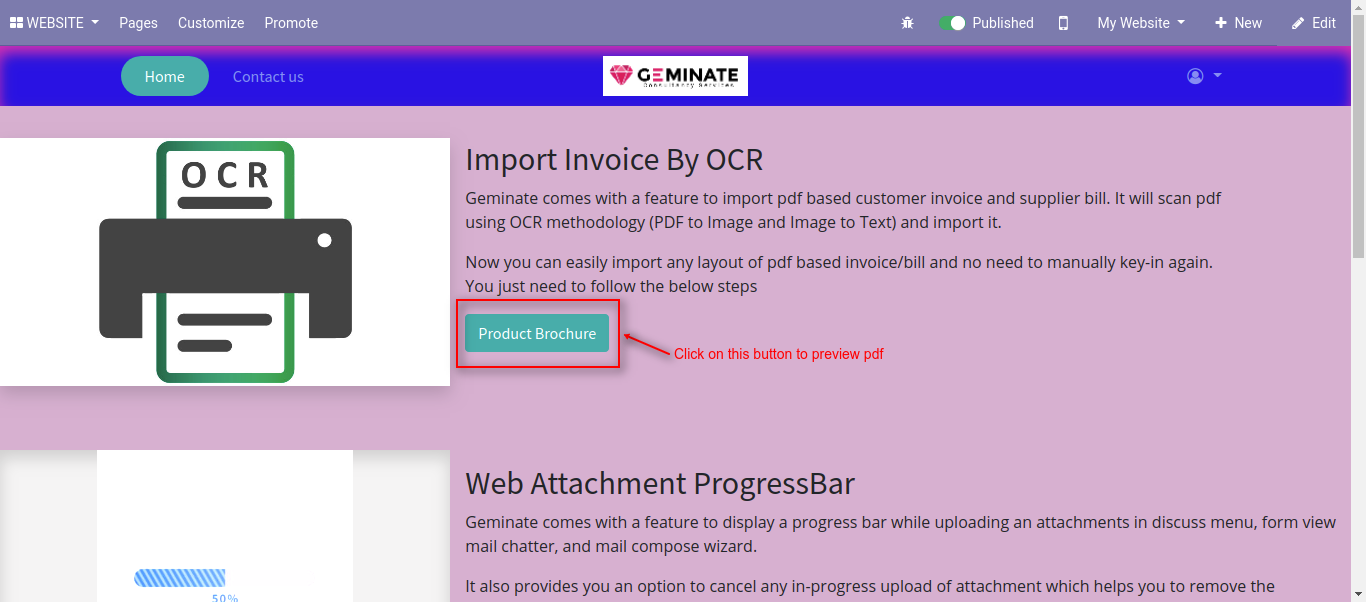 WEBSITE Pages Customize Promote Published My Website New Edit
Home Contact us GEMINATE
Consultancy Services
OCR
Import Invoice By OCR
Geminate comes with a feature to import pdf based customer invoice and supplier bill. It will scan pdf
using OCR methodology (PDF to Image and Image to Text) and import it.
Now you can easily import any layout of pdf based invoice/bill and no need to manually key-in again.
You just need to follow the below steps
Product Brochure
Click on this button to preview pdf
Web Attachment ProgressBar
Geminate comes with a feature to display a progress bar while uploading an attachments in discuss menu, form view
mail chatter, and mail compose wizard.
It also provides you an option to cancel any in-progress upload of attachment which helps you to remove the
50%